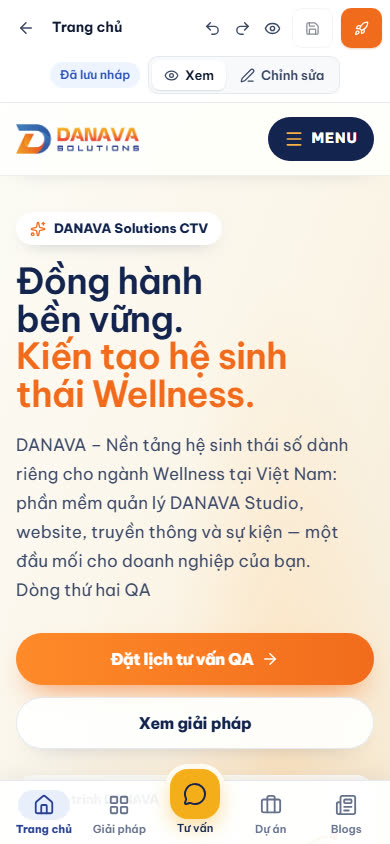 Trang chủ
Đã lưu nháp
Xem
Chỉnh sửa
DANAVA
SOLUTIONS
MENU
DANAVA Solutions CTV
Đồng hành
bền vững.
Kiến tạo hệ sinh
thái Wellness.
DANAVA – Nền tảng hệ sinh thái số dành
riêng cho ngành Wellness tại Việt Nam:
phần mềm quản lý DANAVA Studio,
website, truyền thông và sự kiện — một
đầu mối cho doanh nghiệp của bạn.
Dòng thứ hai QA
Đặt lịch tư vấn QA
Xem giải pháp
trình DANAVA
Trang chủ
Giải pháp
Tư vấn
Dự án
Blogs